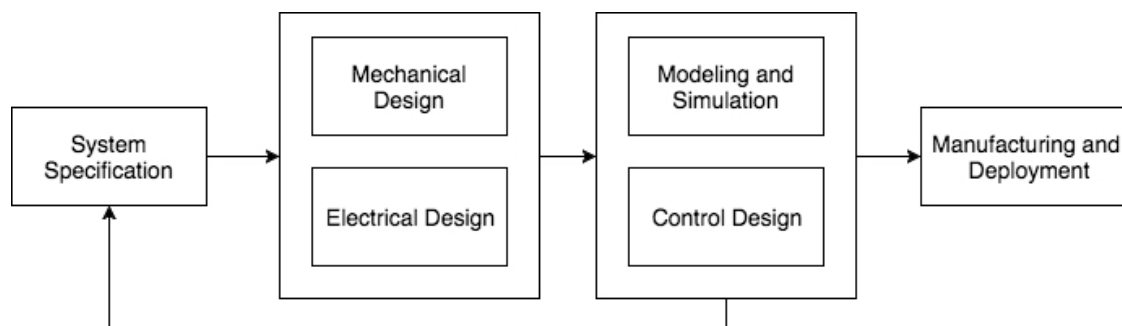 System
Specification
Mechanical
Design
Electrical Design
Modeling and
Simulation
Control Design
Manufacturing and
Deployment